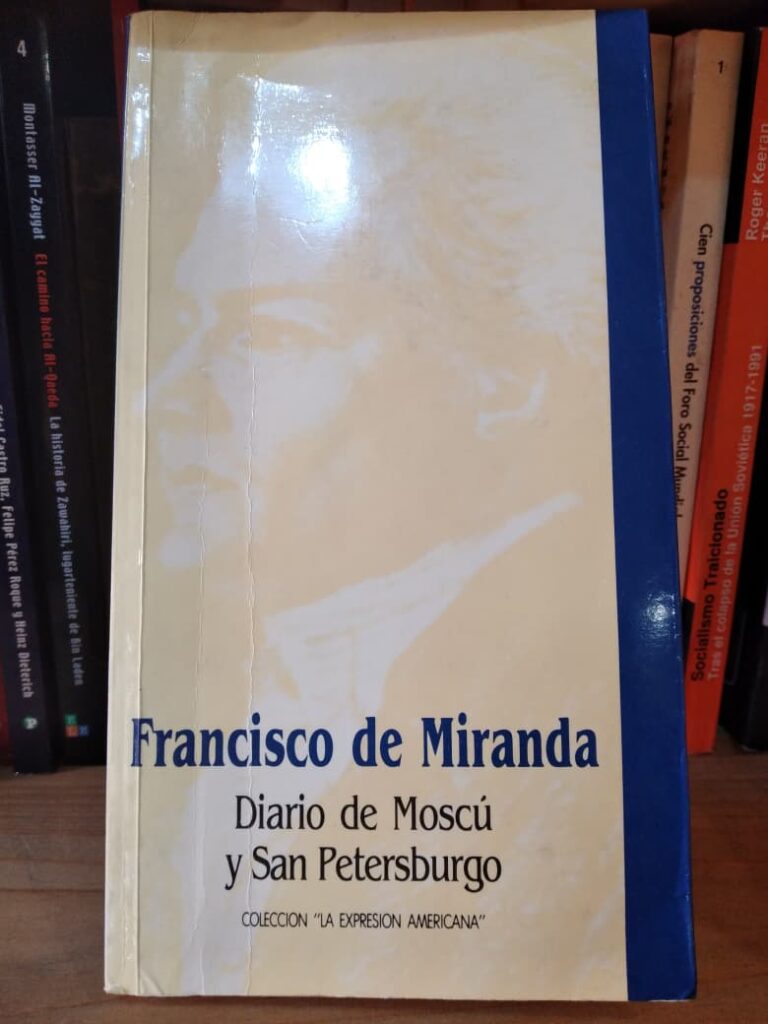 Francisco de Miranda
Diario de Moscú
y San Petersburgo
COLECCION "LA EXPRESION AMERICANA"
4
Montasser Al-Zayyat
El camino hacia Al-Qaeda
La historia de Zawahiri, lugarteniente de Bin Laden
Castro Ruz, Felipe Pérez Roque y Heinz Dieterich
1
Cien proposiciones del Foro Social
Roger Keeran
Socialismo Traicionado
Tras el colapso de la Unión Soviética 1917-1991